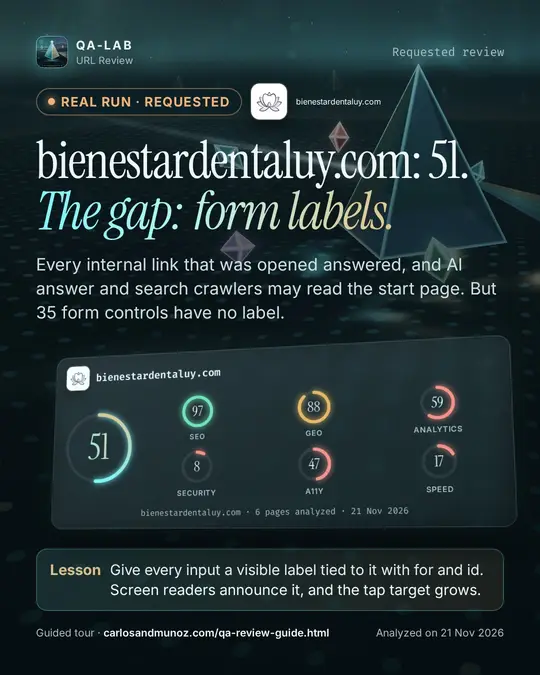 QA-LAB
URL Review
Requested review
REAL RUN · REQUESTED
bienestardentaluy.com
bienestardentaluy.com: 51.
The gap: form labels.
Every internal link that was opened answered, and AI
answer and search crawlers may read the start page. But
35 form controls have no label.
bienestardentaluy.com
51
97
SEO
88
GEO
59
ANALYTICS
8
SECURITY
47
A11Y
17
SPEED
bienestardentaluy.com · 6 pages analyzed · 21 Nov 2026
Lesson Give every input a visible label tied to it with for and id.
Screen readers announce it, and the tap target grows.
Guided tour · carlosandmunoz.com/qa-review-guide.html
Analyzed on 21 Nov 2026